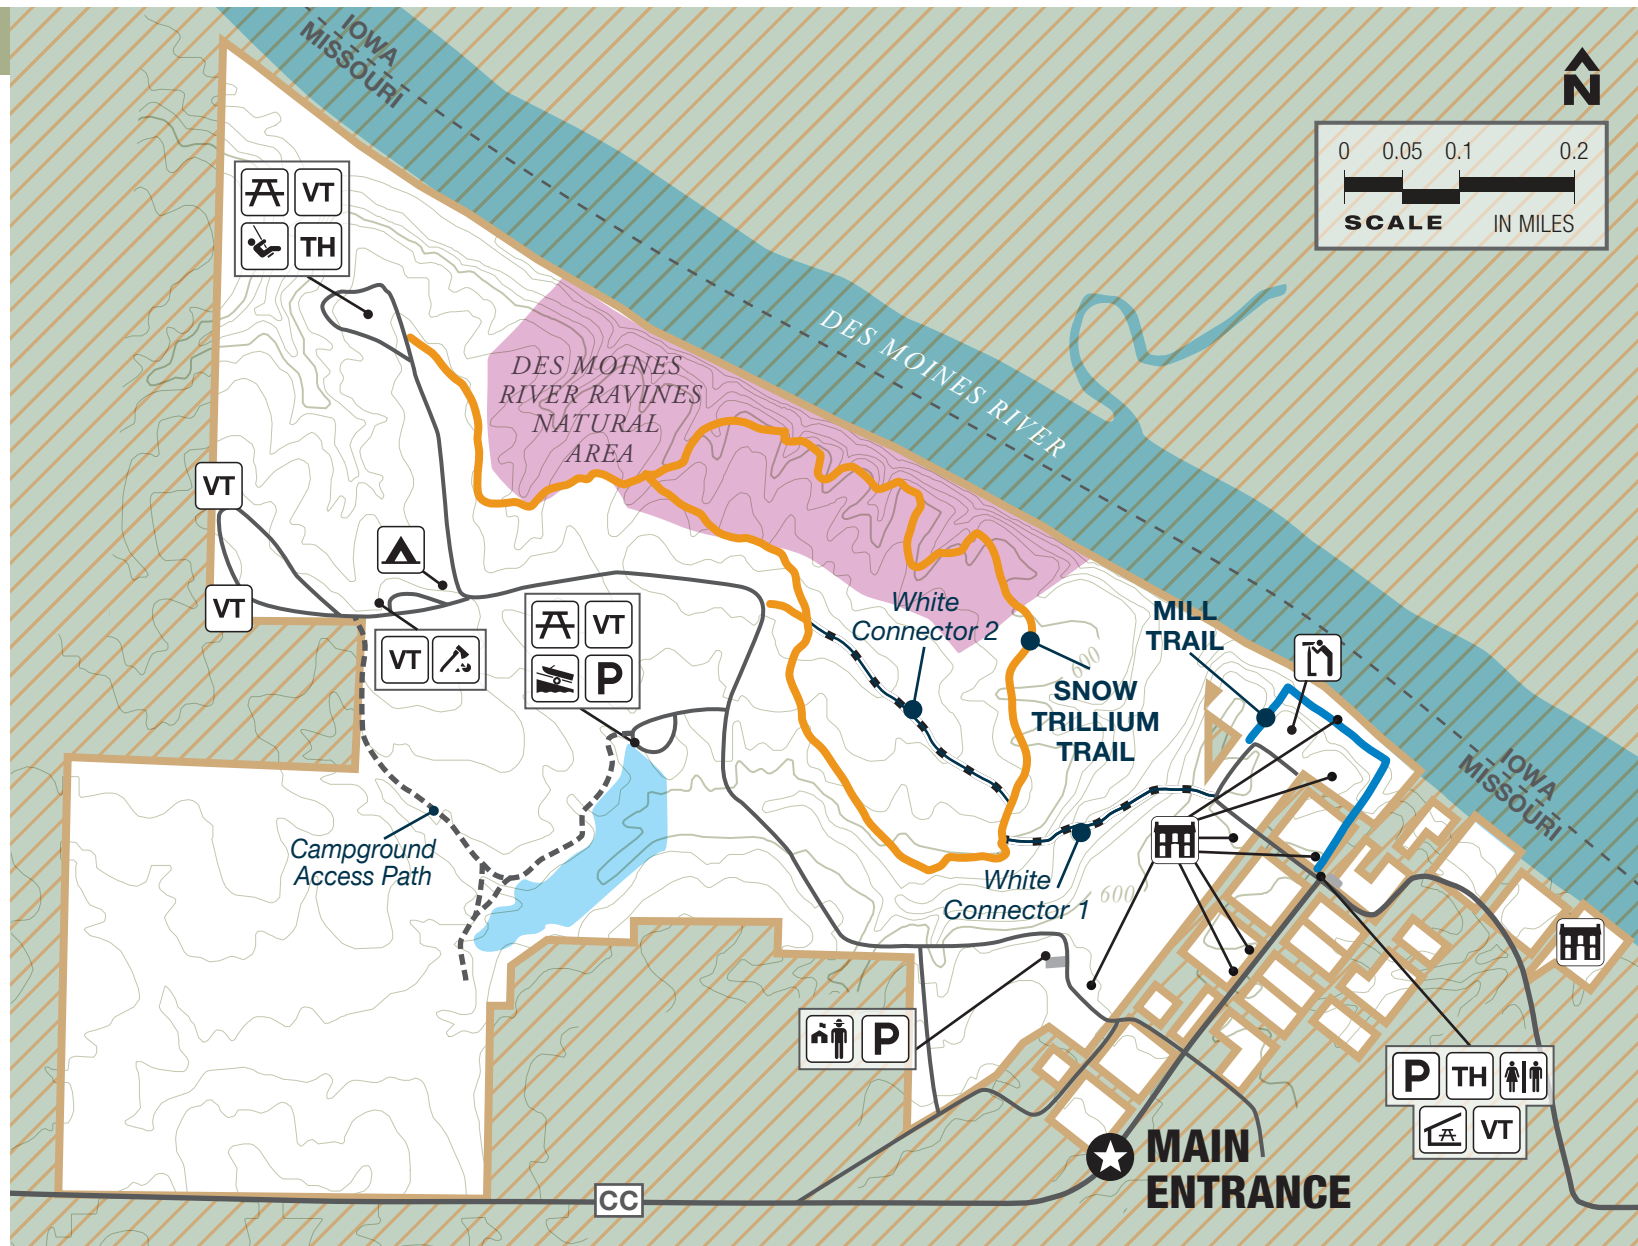 IOWA
MISSOURI
N
0 0.05 0.1 0.2
SCALE IN MILES
VT
TH
DES MOINES RIVER
DES MOINES
RIVER RAVINES
NATURAL
AREA
VT
VT
VT
VT
P
White
Connector 2
MILL
TRAIL
600
SNOW
TRILLIUM
TRAIL
IOWA
MISSOURI
Campground
Access Path
White
Connector 1
600
P
P
TH
VT
MAIN
ENTRANCE
CC